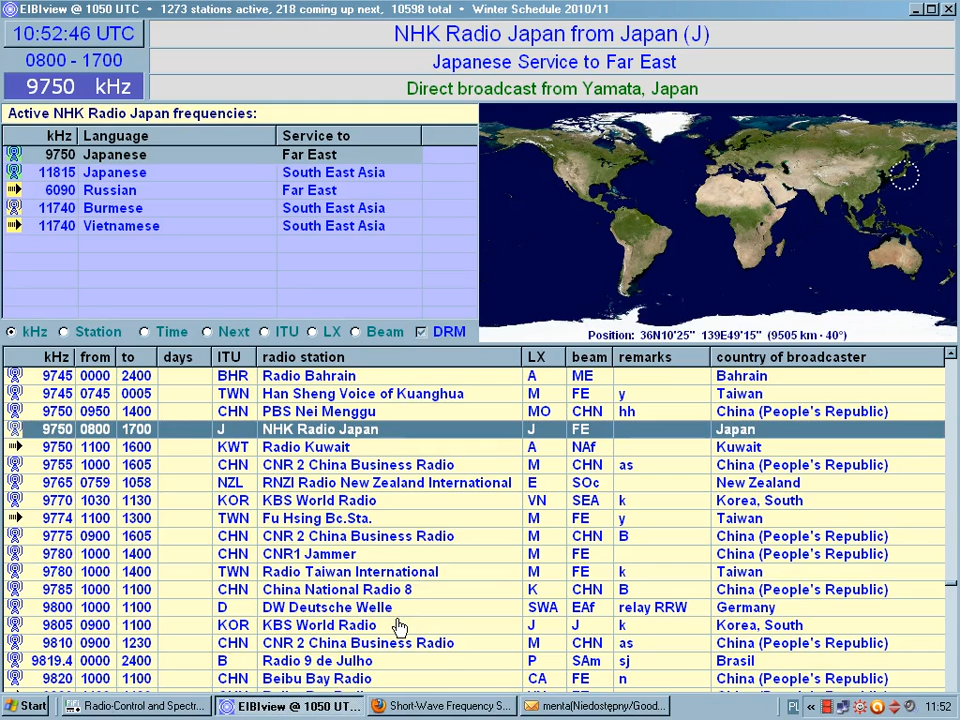 EIBIview @ 1050 UTC • 1273 stations active, 218 coming up next, 10598 total • Winter Schedule 2010/11
10:52:46 UTC
NHK Radio Japan from Japan (J)
0800 - 1700
Japanese Service to Far East
9750 kHz
Direct broadcast from Yamata, Japan
Active NHK Radio Japan frequencies:
kHz Language Service to
9750 Japanese Far East
11815 Japanese South East Asia
6090 Russian Far East
11740 Burmese South East Asia
11740 Vietnamese South East Asia
Position: 36N10'25" 139E49'15" (9505 km · 40°)
kHz Station Time Next ITU LX Beam DRM
kHz from to days ITU radio station LX beam remarks country of broadcaster
9745 0000 2400 BHR Radio Bahrain A ME Bahrain
9745 0745 0005 TWN Han Sheng Voice of Kuanghua M FE y Taiwan
9750 0950 1400 CHN PBS Nei Menggu MO CHN hh China (People's Republic)
9750 0800 1700 J NHK Radio Japan J FE Japan
9750 1100 1600 KWT Radio Kuwait A NAf Kuwait
9755 1000 1605 CHN CNR 2 China Business Radio M CHN as China (People's Republic)
9765 0759 1058 NZL RNZI Radio New Zealand International E SOc New Zealand
9770 1030 1130 KOR KBS World Radio VN SEA k Korea, South
9774 1100 1300 TWN Fu Hsing Bc.Sta. M FE y Taiwan
9775 0900 1605 CHN CNR 2 China Business Radio M CHN B China (People's Republic)
9780 1000 1400 CHN CNR1 Jammer M FE China (People's Republic)
9780 1000 1400 TWN Radio Taiwan International M FE k Taiwan
9785 1000 1100 CHN China National Radio 8 K CHN B China (People's Republic)
9800 1000 1100 D DW Deutsche Welle SWA EAf relay RRW Germany
9805 0900 1100 KOR KBS World Radio J J k Korea, South
9810 0900 1230 CHN CNR 2 China Business Radio M CHN as China (People's Republic)
9819.4 0000 2400 B Radio 9 de Julho P SAm sj Brasil
9820 1000 1100 CHN Beibu Bay Radio CA FE n China (People's Republic)
Start Radio-Control and Spectr... EIBIview @ 1050 UT... Short-Wave Frequency S... menta(Niedostępny/Good... PL « 11:52